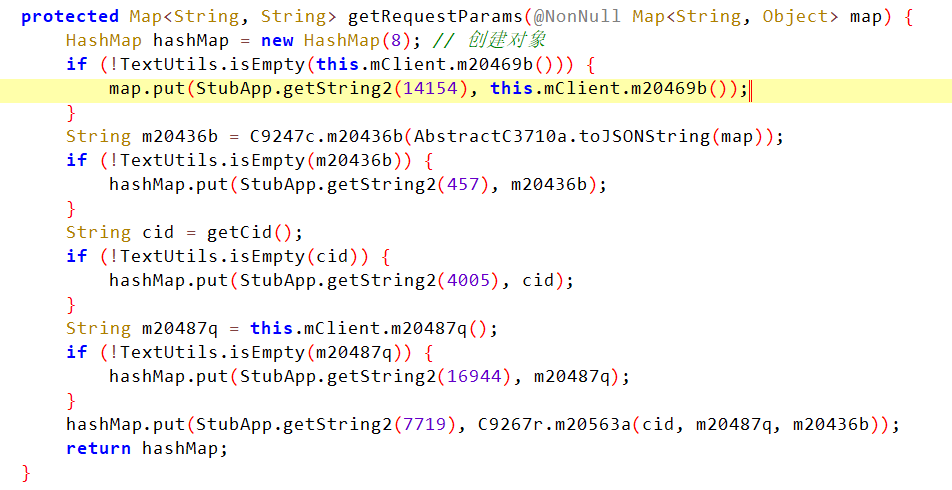 protected Map<String, String> getRequestParams(@NonNull Map<String, Object> map) {
    HashMap hashMap = new HashMap(8); // 创建对象
    if (!TextUtils.isEmpty(this.mClient.m20469b())) {
        map.put(StubApp.getString2(14154), this.mClient.m20469b());
    }
    String m20436b = C9247c.m20436b(AbstractC3710a.toJSONString(map));
    if (!TextUtils.isEmpty(m20436b)) {
        hashMap.put(StubApp.getString2(457), m20436b);
    }
    String cid = getCid();
    if (!TextUtils.isEmpty(cid)) {
        hashMap.put(StubApp.getString2(4005), cid);
    }
    String m20487q = this.mClient.m20487q();
    if (!TextUtils.isEmpty(m20487q)) {
        hashMap.put(StubApp.getString2(16944), m20487q);
    }
    hashMap.put(StubApp.getString2(7719), C9267r.m20563a(cid, m20487q, m20436b));
    return hashMap;
}